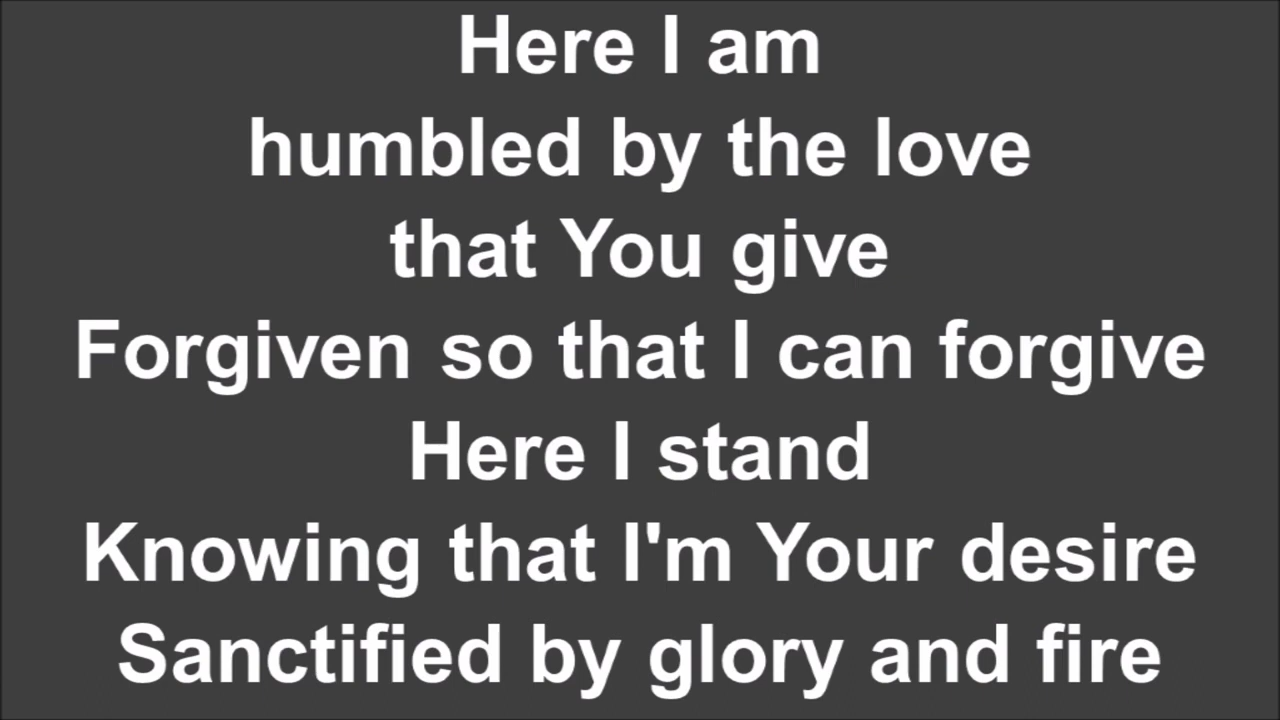 Here I am
humbled by the love
that You give
Forgiven so that I can forgive
Here I stand
Knowing that I'm Your desire
Sanctified by glory and fire